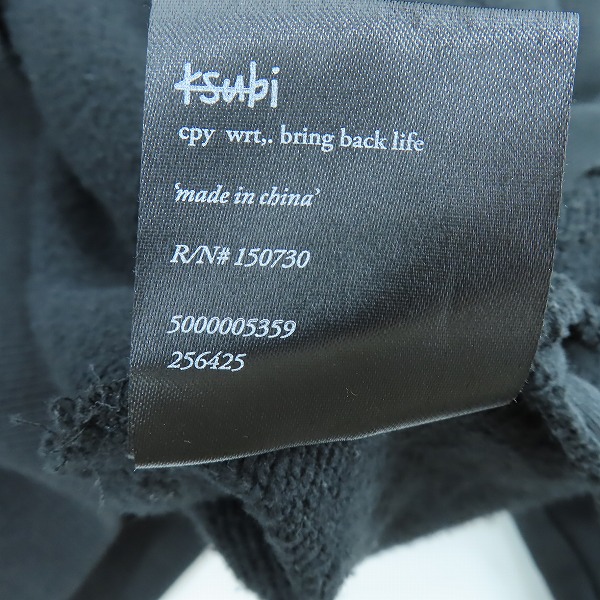 ksubi
cpy wrt,. bring back life
‘made in china’
R/N# 150730
5000005359
256425